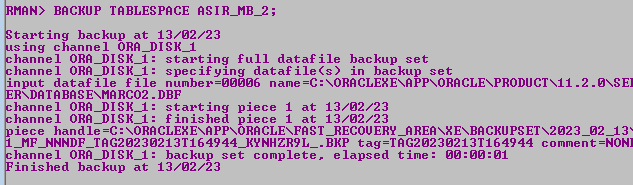 RMAN> BACKUP TABLESPACE ASIR_MB_2;
Starting backup at 13/02/23
using channel ORA_DISK_1
channel ORA_DISK_1: starting full datafile backup set
channel ORA_DISK_1: specifying datafile(s) in backup set
input datafile file number=00006 name=C:\ORACLEXE\APP\ORACLE\PRODUCT\11.2.0\SE
ER\DATABASE\MARCO2.DBF
channel ORA_DISK_1: starting piece 1 at 13/02/23
channel ORA_DISK_1: finished piece 1 at 13/02/23
piece handle=C:\ORACLEXE\APP\ORACLE\FAST_RECOVERY_AREA\XE\BACKUPSET\2023_02_13\
1_MF_NNNDF_TAG20230213T164944_KYNHZR9L_.BKP tag=TAG20230213T164944 comment=NON
channel ORA_DISK_1: backup set complete, elapsed time: 00:00:01
Finished backup at 13/02/23